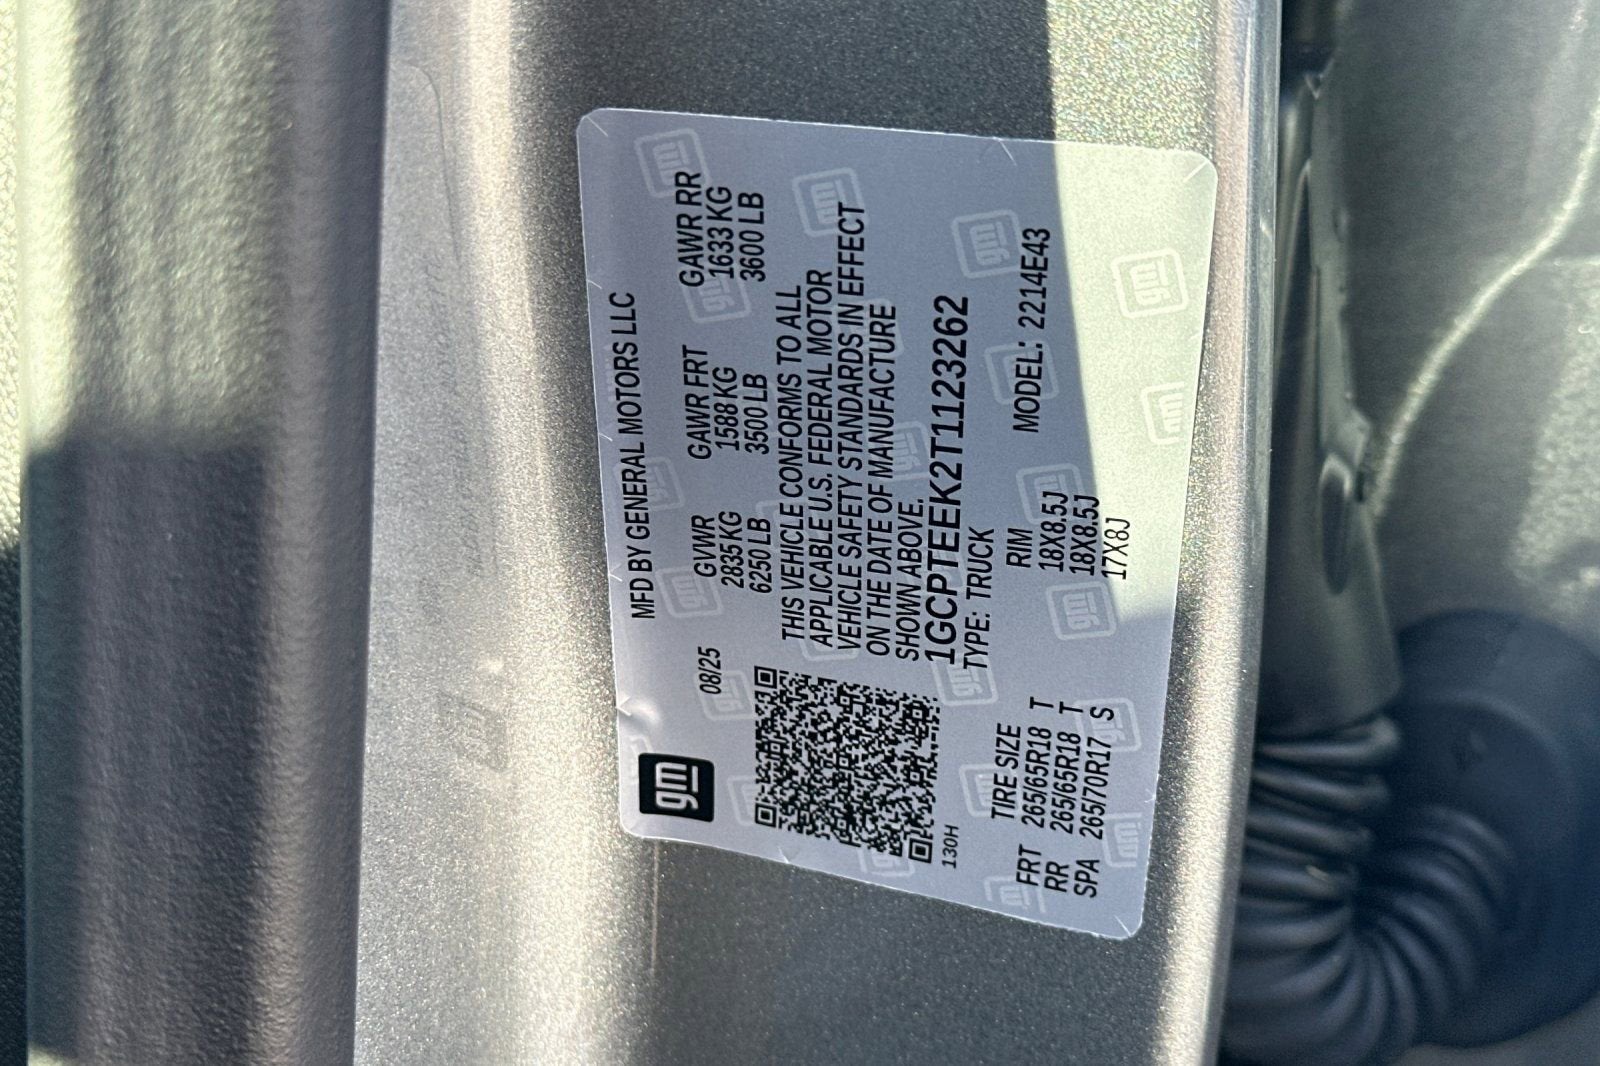 gm
MFD BY GENERAL MOTORS LLC
08/25
GVWR GAWR FRT GAWR RR
2835 KG 1588 KG 1633 KG
6250 LB 3500 LB 3600 LB
THIS VEHICLE CONFORMS TO ALL
APPLICABLE U.S. FEDERAL MOTOR
VEHICLE SAFETY STANDARDS IN EFFECT
ON THE DATE OF MANUFACTURE
SHOWN ABOVE.
1GCPTEEK2T1123262
TYPE: TRUCK
MODEL: 2214E43
130H
TIRE SIZE RIM
FRT 265/65R18 T 18X8.5J
RR 265/65R18 T 18X8.5J
SPA 265/70R17 S 17X8J